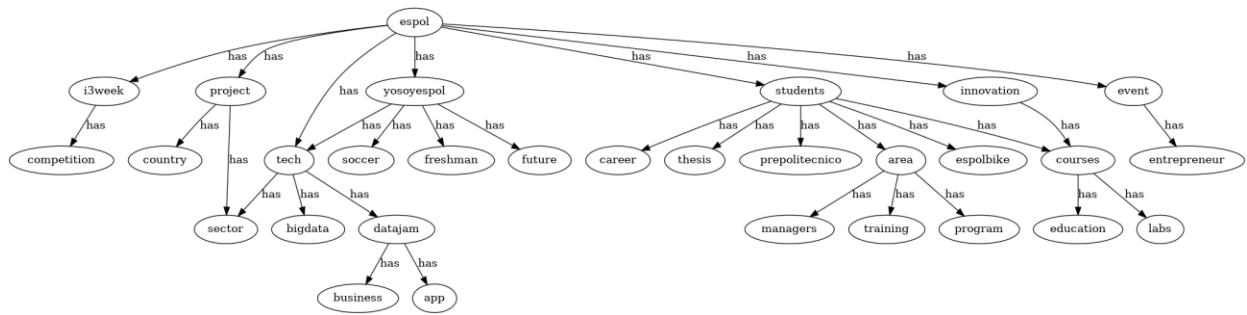 espol
has has has has has has has has
i3week project yosoyespol students innovation event
has has has has has has has has has has has has has has has has
competition country tech soccer freshman future career thesis prepolitecnico area espolbike courses entrepreneur
has has has has has has has has
sector bigdata datajam managers training program education labs
has has
business app